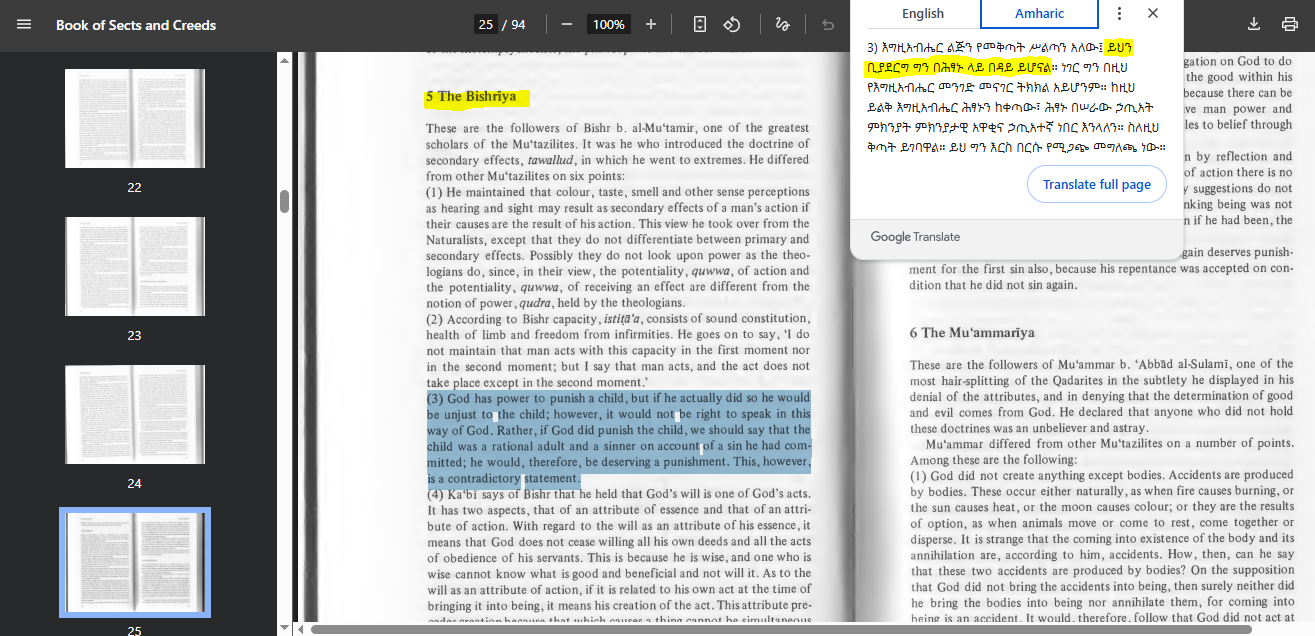 Book of Sects and Creeds
25 / 94
100%
22
23
24
25
5 The Bishrīya
These are the followers of Bishr b. al-Mu‘tamir, one of the greatest
scholars of the Mu‘tazilites. It was he who introduced the doctrine of
secondary effects, tawallud, in which he went to extremes. He differed
from other Mu‘tazilites on six points:
(1) He maintained that colour, taste, smell and other sense perceptions
as hearing and sight may result as secondary effects of a man's action if
their causes are the result of his action. This view he took over from the
Naturalists, except that they do not differentiate between primary and
secondary effects. Possibly they do not look upon power as the theo-
logians do, since, in their view, the potentiality, quwwa, of action and
the potentiality, quwwa, of receiving an effect are different from the
notion of power, qudra, held by the theologians.
(2) According to Bishr capacity, istiṭā‘a, consists of sound constitution,
health of limb and freedom from infirmities. He goes on to say, ‘I do
not maintain that man acts with this capacity in the first moment nor
in the second moment; but I say that man acts, and the act does not
take place except in the second moment.’
(3) God has power to punish a child, but if he actually did so he would
be unjust to the child; however, it would not be right to speak in this
way of God. Rather, if God did punish the child, we should say that the
child was a rational adult and a sinner on account of a sin he had com-
mitted; he would, therefore, be deserving a punishment. This, however,
is a contradictory statement.
(4) Ka‘bī says of Bishr that he held that God's will is one of God's acts.
It has two aspects, that of an attribute of essence and that of an attri-
bute of action. With regard to the will as an attribute of his essence, it
means that God does not cease willing all his own deeds and all the acts
of obedience of his servants. This is because he is wise, and one who is
wise cannot know what is good and beneficial and not will it. As to the
will as an attribute of action, if it is related to his own act at the time of
bringing it into being, it means his creation of the act. This attribute pre-
English
Amharic
3) እግዚአብሔር ልጅን የመቅጣት ሥልጣን አለው፤ ይህን
ቢያደርግ ግን በሕፃኑ ላይ በዳይ ይሆናል። ነገር ግን በዚህ
የእግዚአብሔር መንገድ መናገር ትክክል አይሆንም። ከዚህ
ይልቅ እግዚአብሔር ሕፃኑን ከቀጣው፣ ሕፃኑ በሠራው ኃጢአት
ምክንያት ምክንያታዊ አዋቂና ኃጢአተኛ ነበር እንላለን። ስለዚህ
ቅጣት ይገባዋል። ይህ ግን እርስ በርሱ የሚጋጭ መግለጫ ነው።
Translate full page
Google Translate
gation on God to do
the good within his
because there can be
ve man power and
les to belief through
n by reflection and
of action there is no
y suggestions do not
nking being was not
n if he had been, the
gain deserves punish-
ment for the first sin also, because his repentance was accepted on con-
dition that he did not sin again.
6 The Mu‘ammarīya
These are the followers of Mu‘ammar b. ‘Abbād al-Sulamī, one of the
most hair-splitting of the Qadarites in the subtlety he displayed in his
denial of the attributes, and in denying that the determination of good
and evil comes from God. He declared that anyone who did not hold
these doctrines was an unbeliever and astray.
Mu‘ammar differed from other Mu‘tazilites on a number of points.
Among these are the following:
(1) God did not create anything except bodies. Accidents are produced
by bodies. These occur either naturally, as when fire causes burning, or
the sun causes heat, or the moon causes colour; or they are the results
of option, as when animals move or come to rest, come together or
disperse. It is strange that the coming into existence of the body and its
annihilation are, according to him, accidents. How, then, can he say
that these two accidents are produced by bodies? On the supposition
that God did not bring the accidents into being, then surely neither did
he bring the bodies into being nor annihilate them, for coming into
being is an accident. It would, therefore, follow that God did not act at